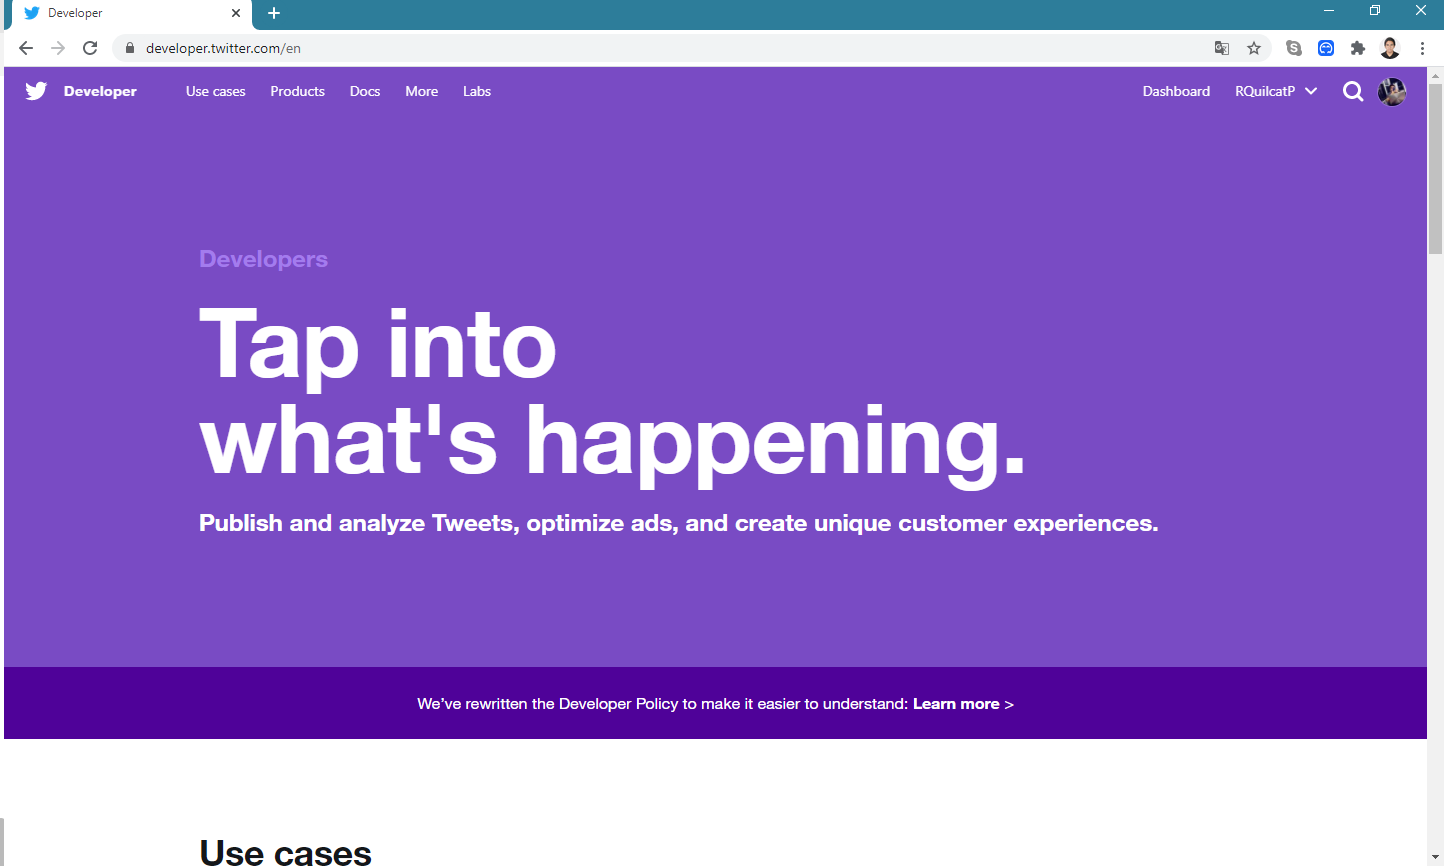 Developer
developer.twitter.com/en
Developer Use cases Products Docs More Labs Dashboard RQuilcatP
Developers
Tap into
what's happening.
Publish and analyze Tweets, optimize ads, and create unique customer experiences.
We've rewritten the Developer Policy to make it easier to understand: Learn more >
Use cases